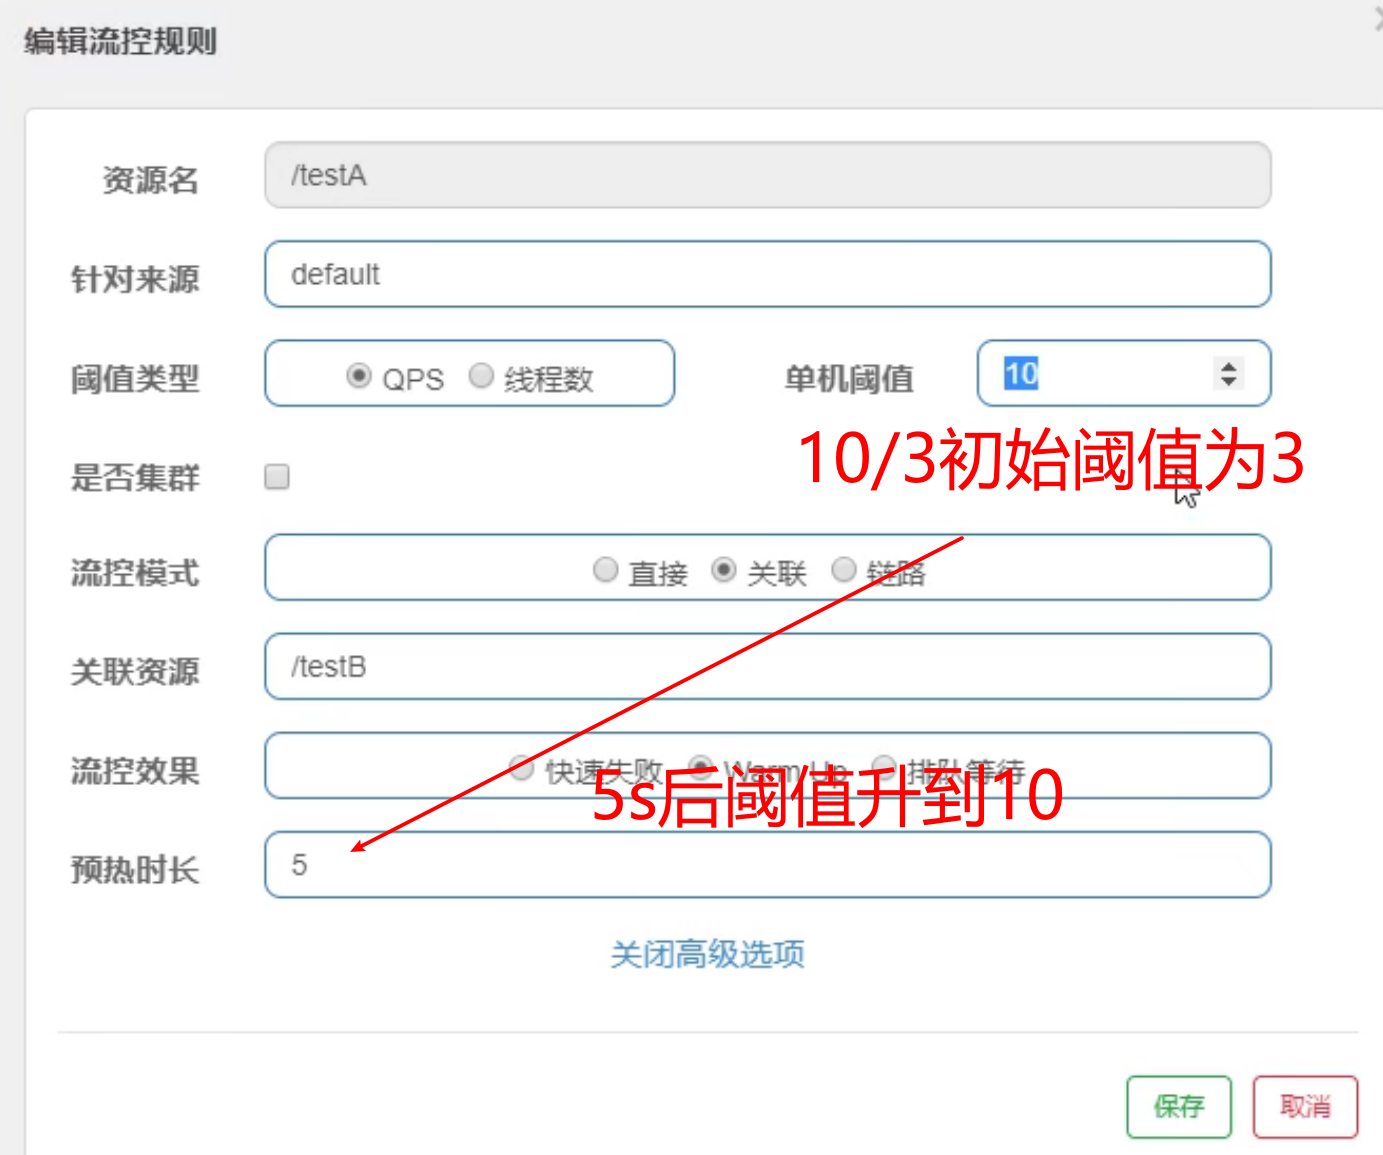 编辑流控规则
资源名 /testA
针对来源 default
阈值类型 QPS 线程数 单机阈值 10
10/3初始阈值为3
是否集群
流控模式 直接 关联 链路
关联资源 /testB
流控效果 快速失败 Warm Up 排队等待
5s后阈值升到10
预热时长 5
关闭高级选项
保存 取消